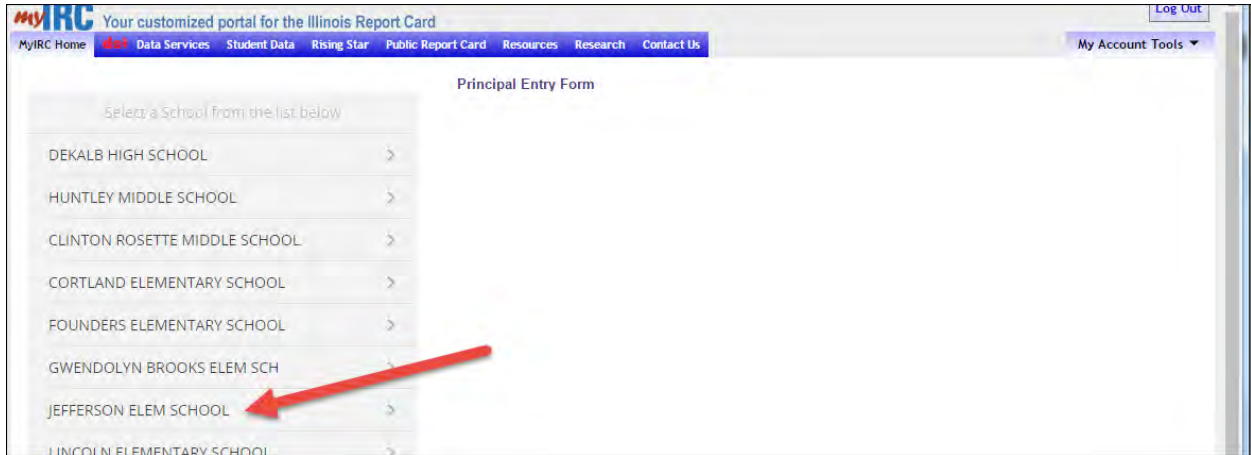 myIRC Your customized portal for the Illinois Report Card
Log Out
MyIRC Home Data Services Student Data Rising Star Public Report Card Resources Research Contact Us
My Account Tools
Principal Entry Form
Select a School from the list below
DEKALB HIGH SCHOOL
HUNTLEY MIDDLE SCHOOL
CLINTON ROSETTE MIDDLE SCHOOL
CORTLAND ELEMENTARY SCHOOL
FOUNDERS ELEMENTARY SCHOOL
GWENDOLYN BROOKS ELEM SCH
JEFFERSON ELEM SCHOOL
LINCOLN ELEMENTARY SCHOOL